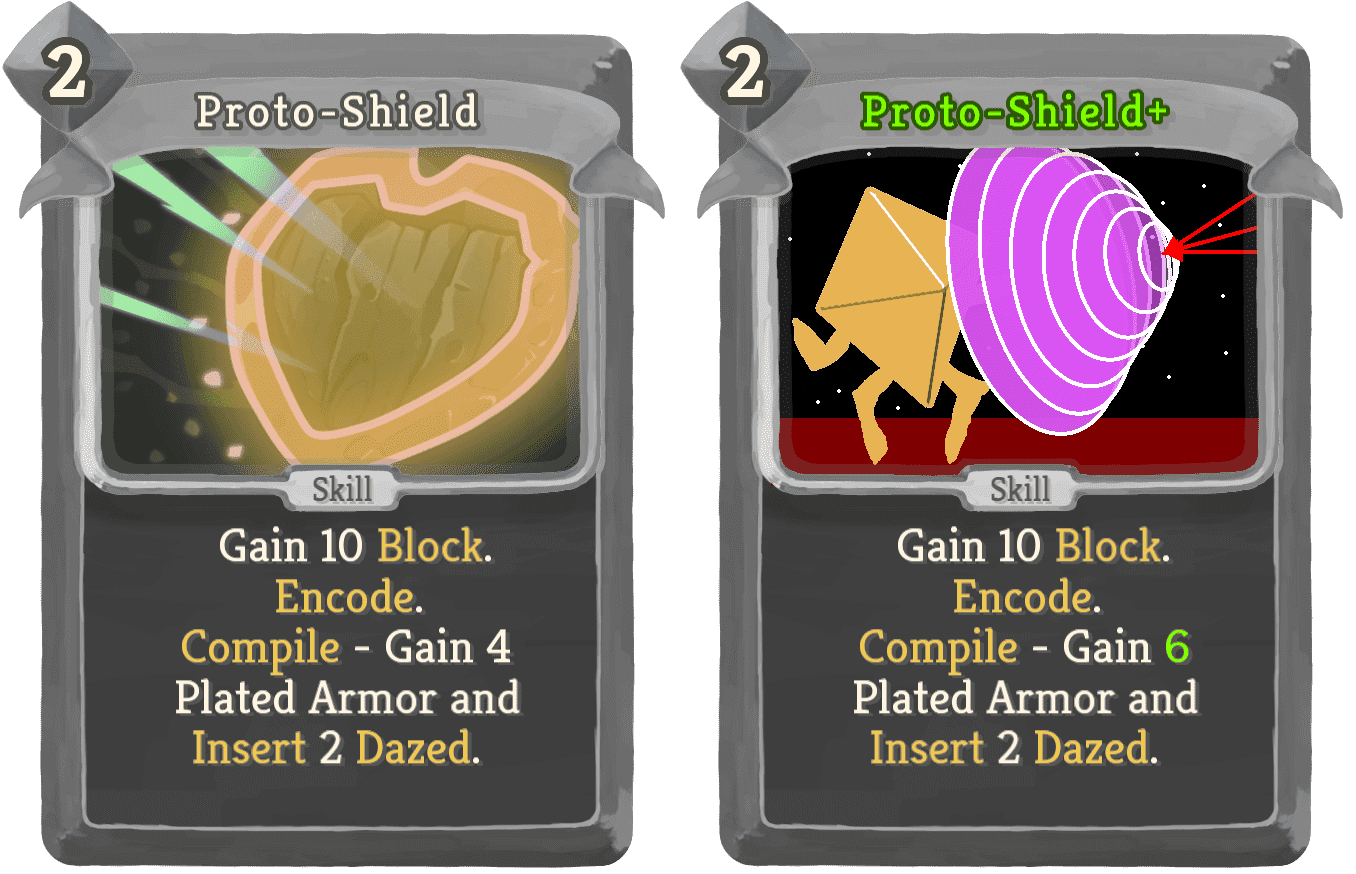 2
Proto-Shield
Skill
Gain 10 Block.
Encode.
Compile - Gain 4
Plated Armor and
Insert 2 Dazed.
2
Proto-Shield+
Skill
Gain 10 Block.
Encode.
Compile - Gain 6
Plated Armor and
Insert 2 Dazed.